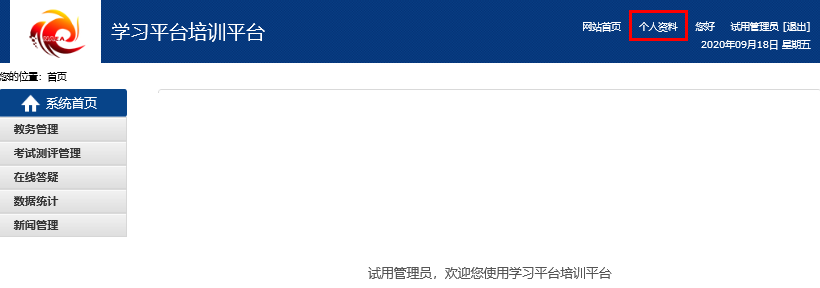 学习平台培训平台
网站首页 个人资料 您好 试用管理员 [退出]
2020年09月18日 星期五
您的位置：首页
系统首页
教务管理
考试测评管理
在线答疑
数据统计
新闻管理
试用管理员，欢迎您使用学习平台培训平台